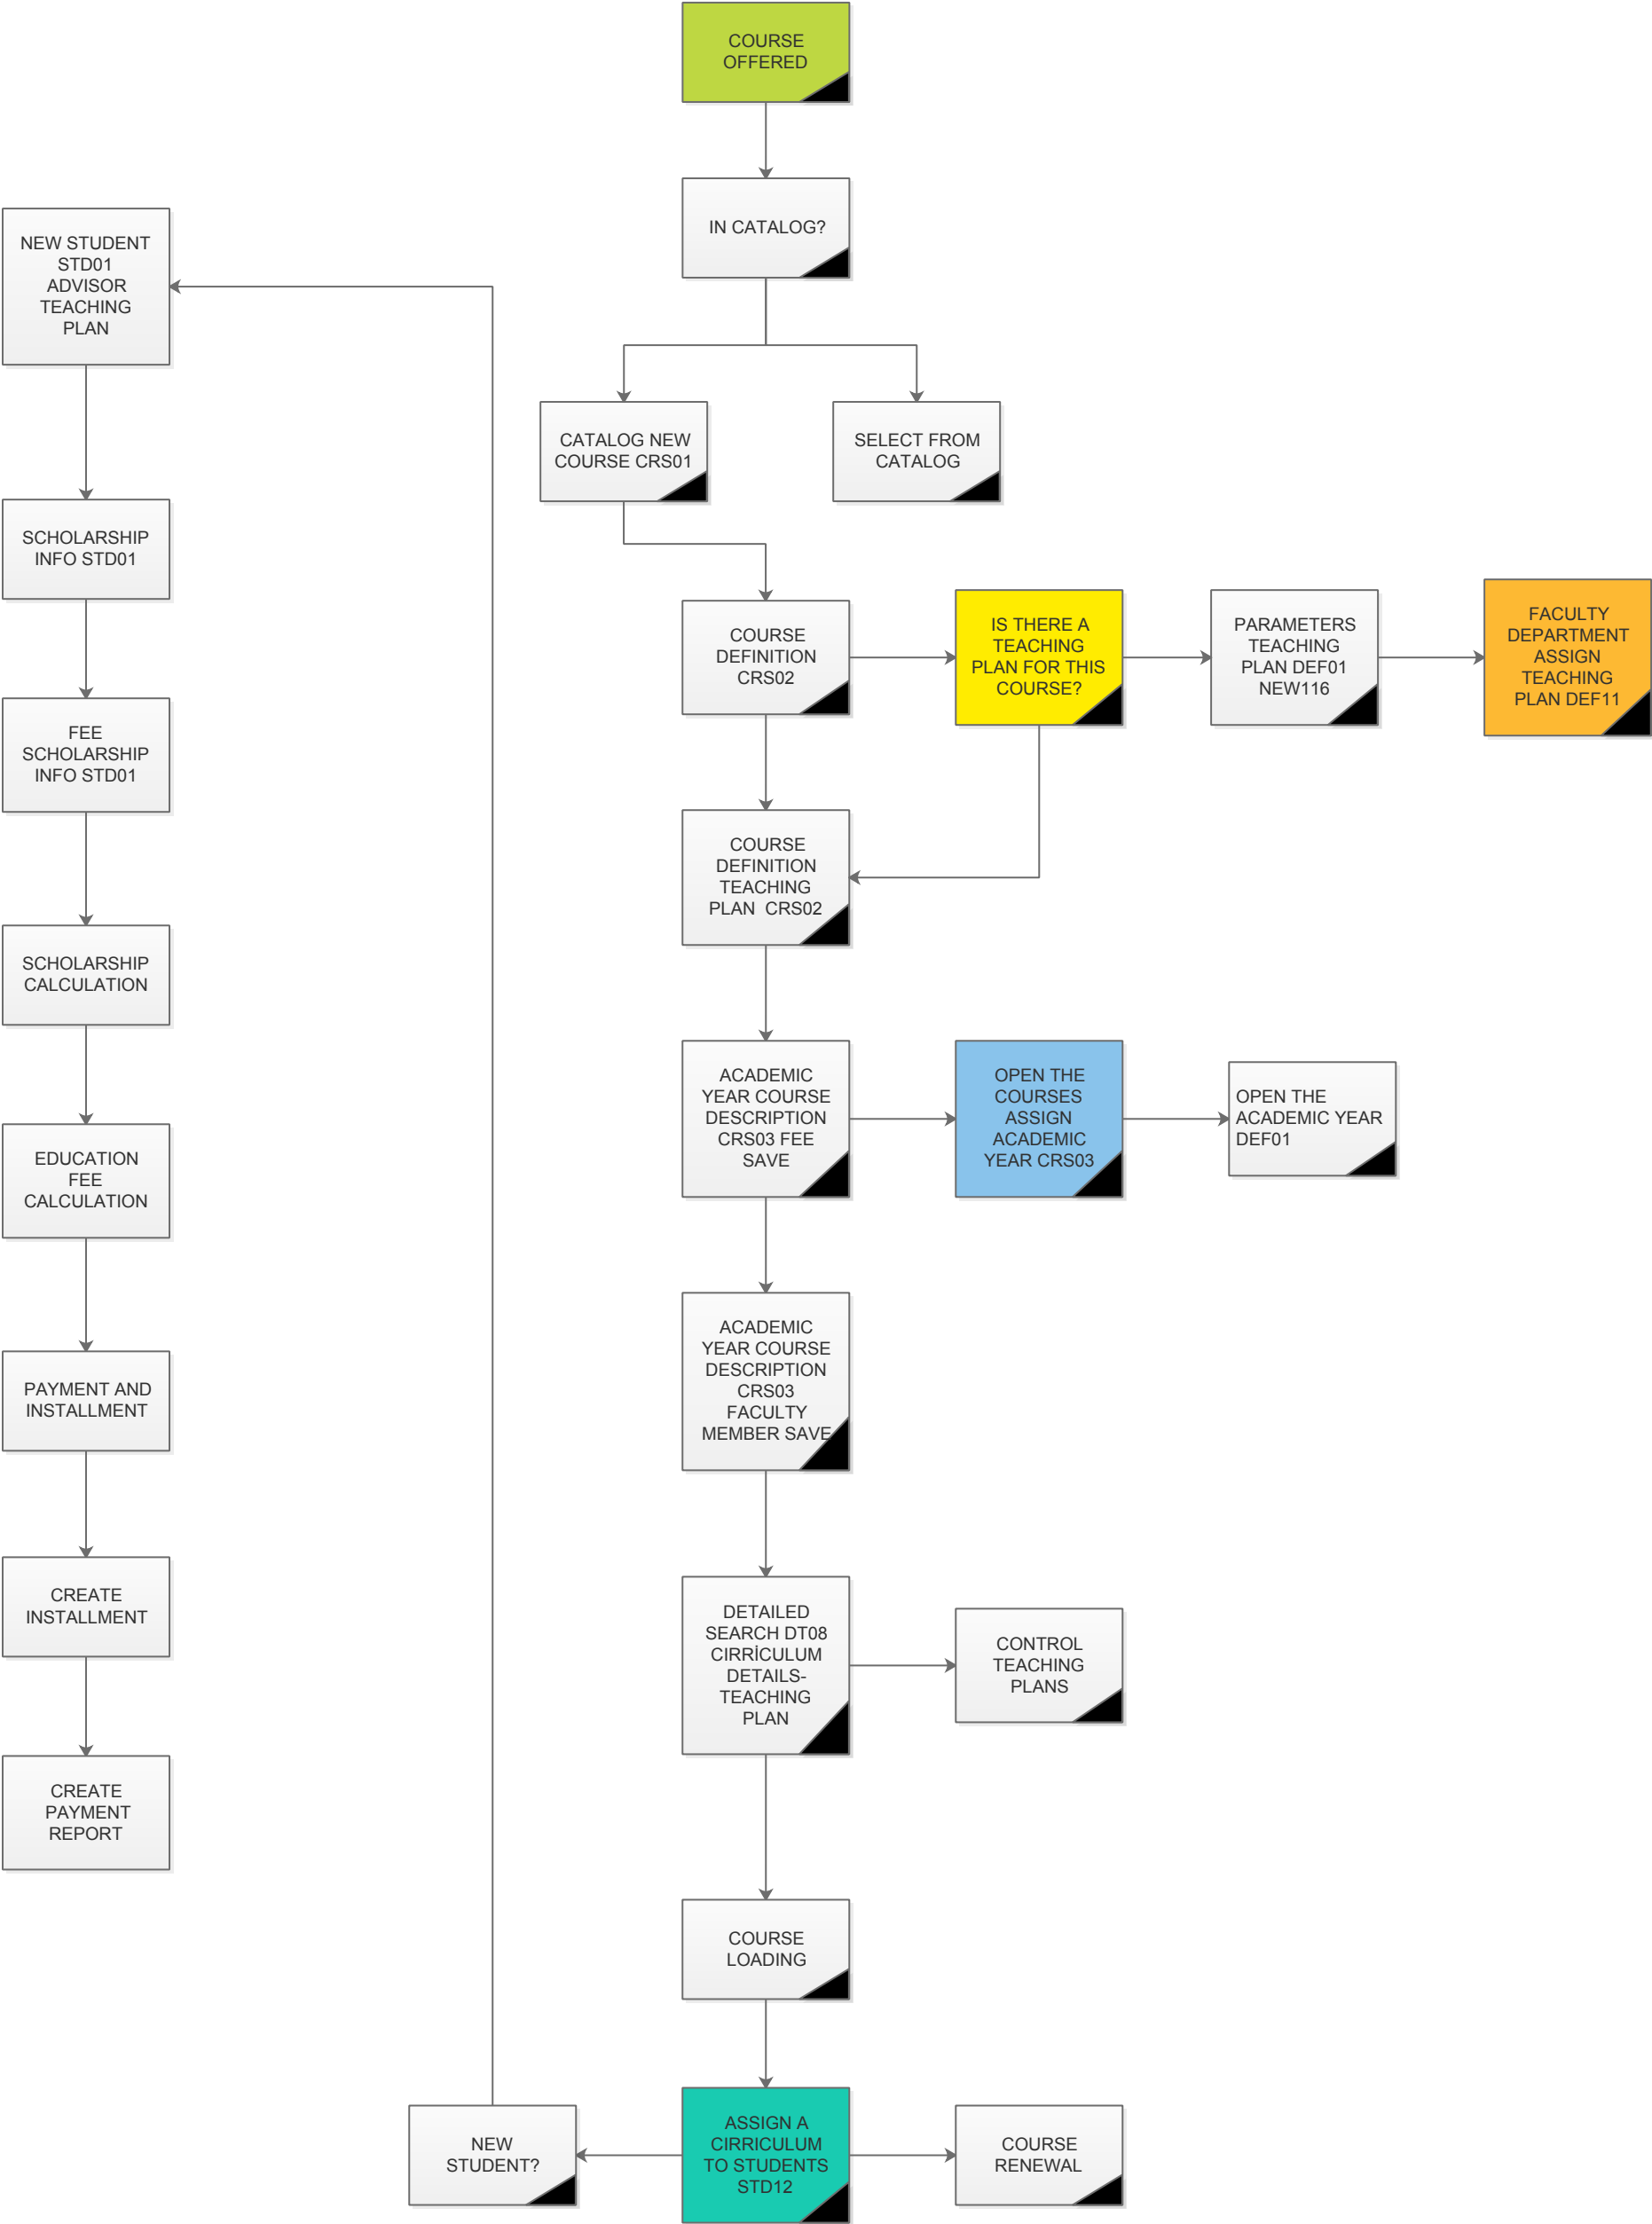 COURSE
OFFERED
IN CATALOG?
NEW STUDENT
STD01
ADVISOR
TEACHING
PLAN
CATALOG NEW
COURSE CRS01
SELECT FROM
CATALOG
SCHOLARSHIP
INFO STD01
COURSE
DEFINITION
CRS02
IS THERE A
TEACHING
PLAN FOR THIS
COURSE?
PARAMETERS
TEACHING
PLAN DEF01
NEW116
FACULTY
DEPARTMENT
ASSIGN
TEACHING
PLAN DEF11
FEE
SCHOLARSHIP
INFO STD01
COURSE
DEFINITION
TEACHING
PLAN CRS02
SCHOLARSHIP
CALCULATION
ACADEMIC
YEAR COURSE
DESCRIPTION
CRS03 FEE
SAVE
OPEN THE
COURSES
ASSIGN
ACADEMIC
YEAR CRS03
OPEN THE
ACADEMIC YEAR
DEF01
EDUCATION
FEE
CALCULATION
ACADEMIC
YEAR COURSE
DESCRIPTION
CRS03
FACULTY
MEMBER SAVE
PAYMENT AND
INSTALLMENT
CREATE
INSTALLMENT
DETAILED
SEARCH DT08
CIRRİCULUM
DETAILS-
TEACHING
PLAN
CONTROL
TEACHING
PLANS
CREATE
PAYMENT
REPORT
COURSE
LOADING
NEW
STUDENT?
ASSIGN A
CIRRICULUM
TO STUDENTS
STD12
COURSE
RENEWAL